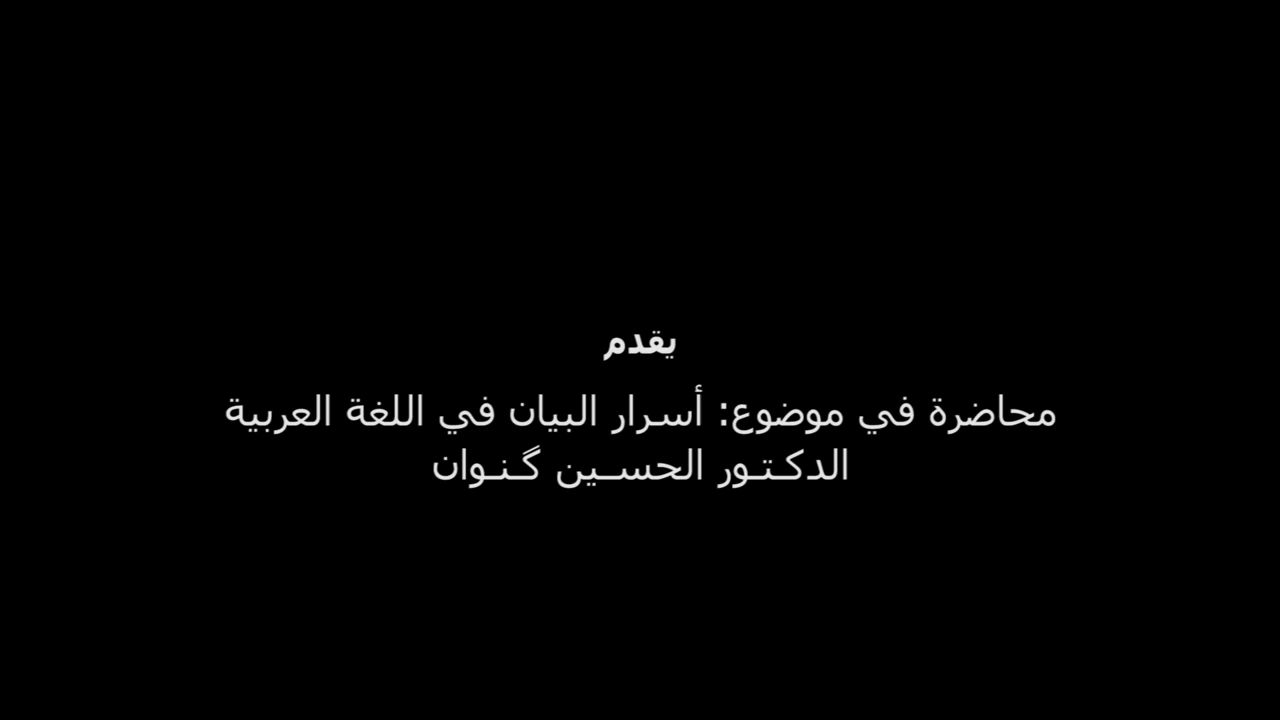 يقدم
محاضرة في موضوع: أسرار البيان في اللغة العربية
الدكـتـور الحسـين گـنـوان